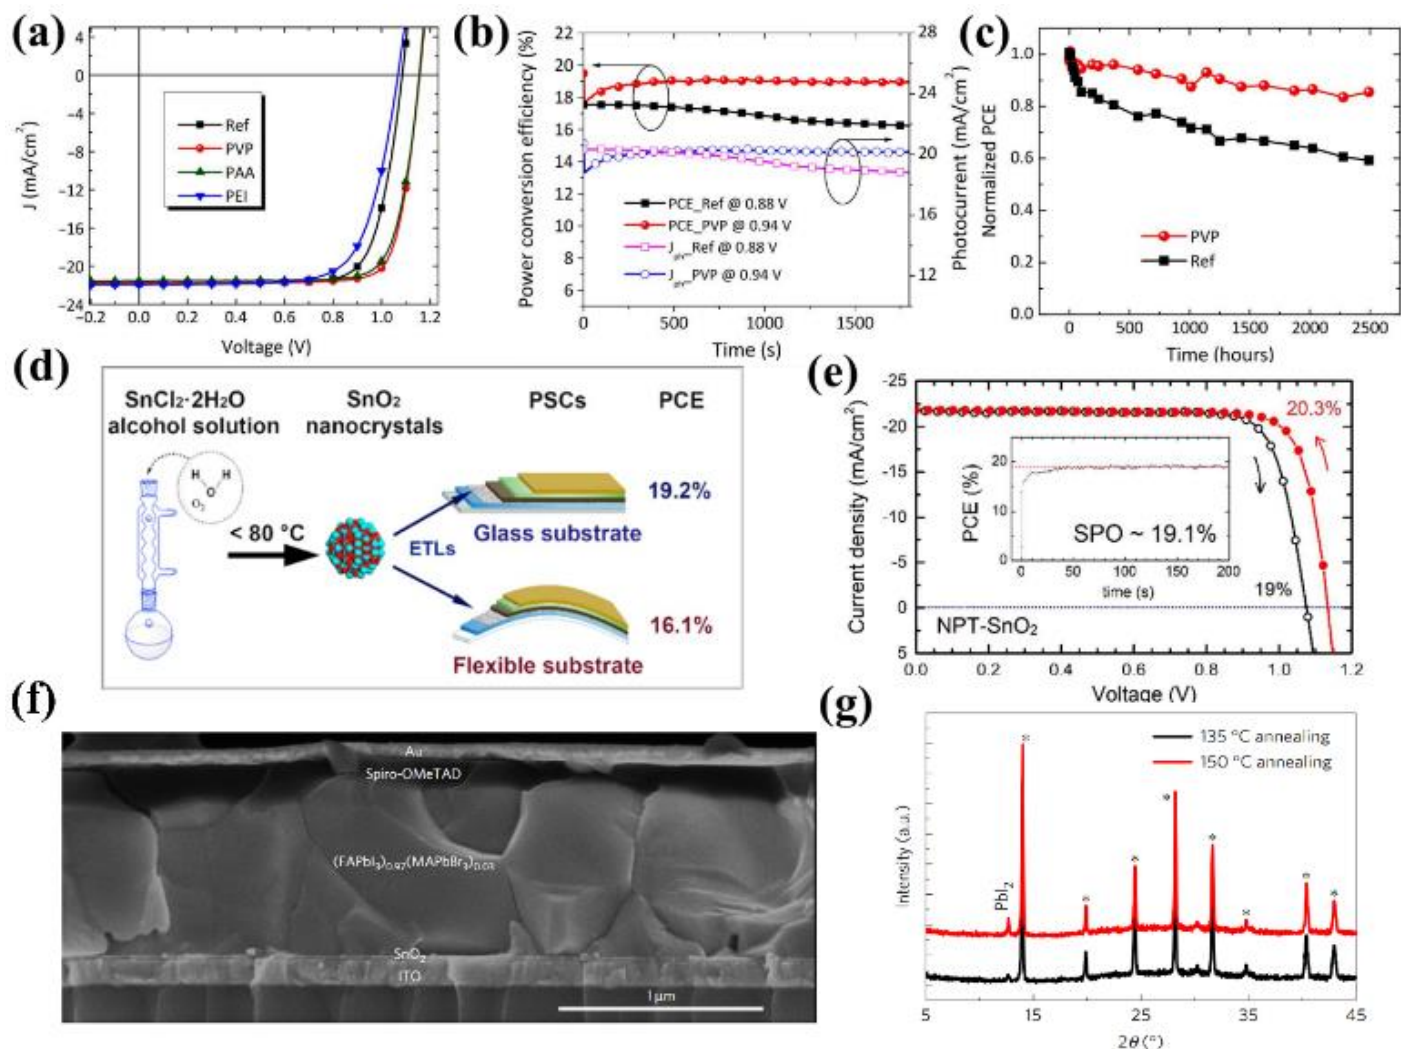 (a)
4
0
-4
-8
-12
-16
-20
-24
J (mA/cm²)
Ref
PVP
PAA
PEI
-0.2 0.0 0.2 0.4 0.6 0.8 1.0 1.2
Voltage (V)
(b)
22
20
18
16
14
12
10
8
6
Power conversion efficiency (%)
28
24
20
16
12
Photocurrent (mA/cm²)
PCE_Ref @ 0.88 V
PCE_PVP @ 0.94 V
J_ph_Ref @ 0.88 V
J_ph_PVP @ 0.94 V
0 500 1000 1500
Time (s)
(c)
1.0
0.8
0.6
0.4
0.2
0.0
Normalized PCE
PVP
Ref
0 500 1000 1500 2000 2500
Time (hours)
(d)
SnCl₂·2H₂O
alcohol solution
SnO₂
nanocrystals
PSCs
PCE
H H
O
O₂
< 80 °C
ETLs
Glass substrate
19.2%
Flexible substrate
16.1%
(e)
-25
-20
-15
-10
-5
0
5
Current density (mA/cm²)
20.3%
30
20
10
0
PCE (%)
SPO ~ 19.1%
0 50 100 150 200
time (s)
19%
NPT-SnO₂
0.0 0.2 0.4 0.6 0.8 1.0 1.2
Voltage (V)
(f)
Au
Spiro-OMeTAD
(FAPbI₃)₀.₉₇(MAPbBr₃)₀.₀₃
SnO₂
ITO
1 µm
(g)
135 °C annealing
150 °C annealing
Intensity (a.u.)
PbI₂
* * * * * * * *
5 15 25 35 45
2θ (°)